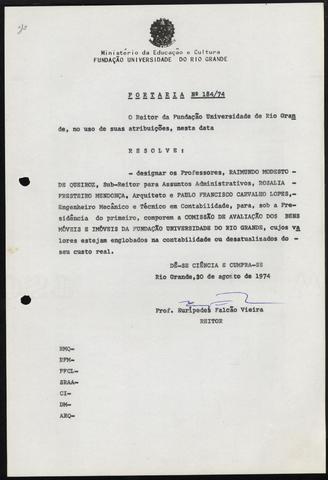 Ministério da Educação e Cultura
FUNDAÇÃO UNIVERSIDADE DO RIO GRANDE
PORTARIA Nº 184/74
O Reitor da Fundação Universidade do Rio Gran
de, no uso de suas atribuições, nesta data
RESOLVE:
- designar os Professores, RAIMUNDO MODESTO
DE QUEIROZ, Sub-Reitor para Assuntos Administrativos, ROSALIA -
FRESTEIRO MENDONÇA, Arquiteto e PAULO FRANCISCO CARVALHO LOPES,-
Engenheiro Mecânico e Técnico em Contabilidade, para, sob a Pre-
sidência do primeiro, comporem a COMISSÃO DE AVALIAÇÃO DOS BENS
MÓVEIS E IMÓVEIS DA FUNDAÇÃO UNIVERSIDADE DO RIO GRANDE, cujos va
lores estejam englobados na contabilidade ou desatualizados do -
seu custo real.
DÊ-SE CIÊNCIA E CUMPRA-SE
Rio Grande, 20 de agosto de 1974
Prof. Eurípedes Falcão Vieira
REITOR
RMQ-
RFM-
PFCL-
SRAA-
CI-
DM-
ARQ-